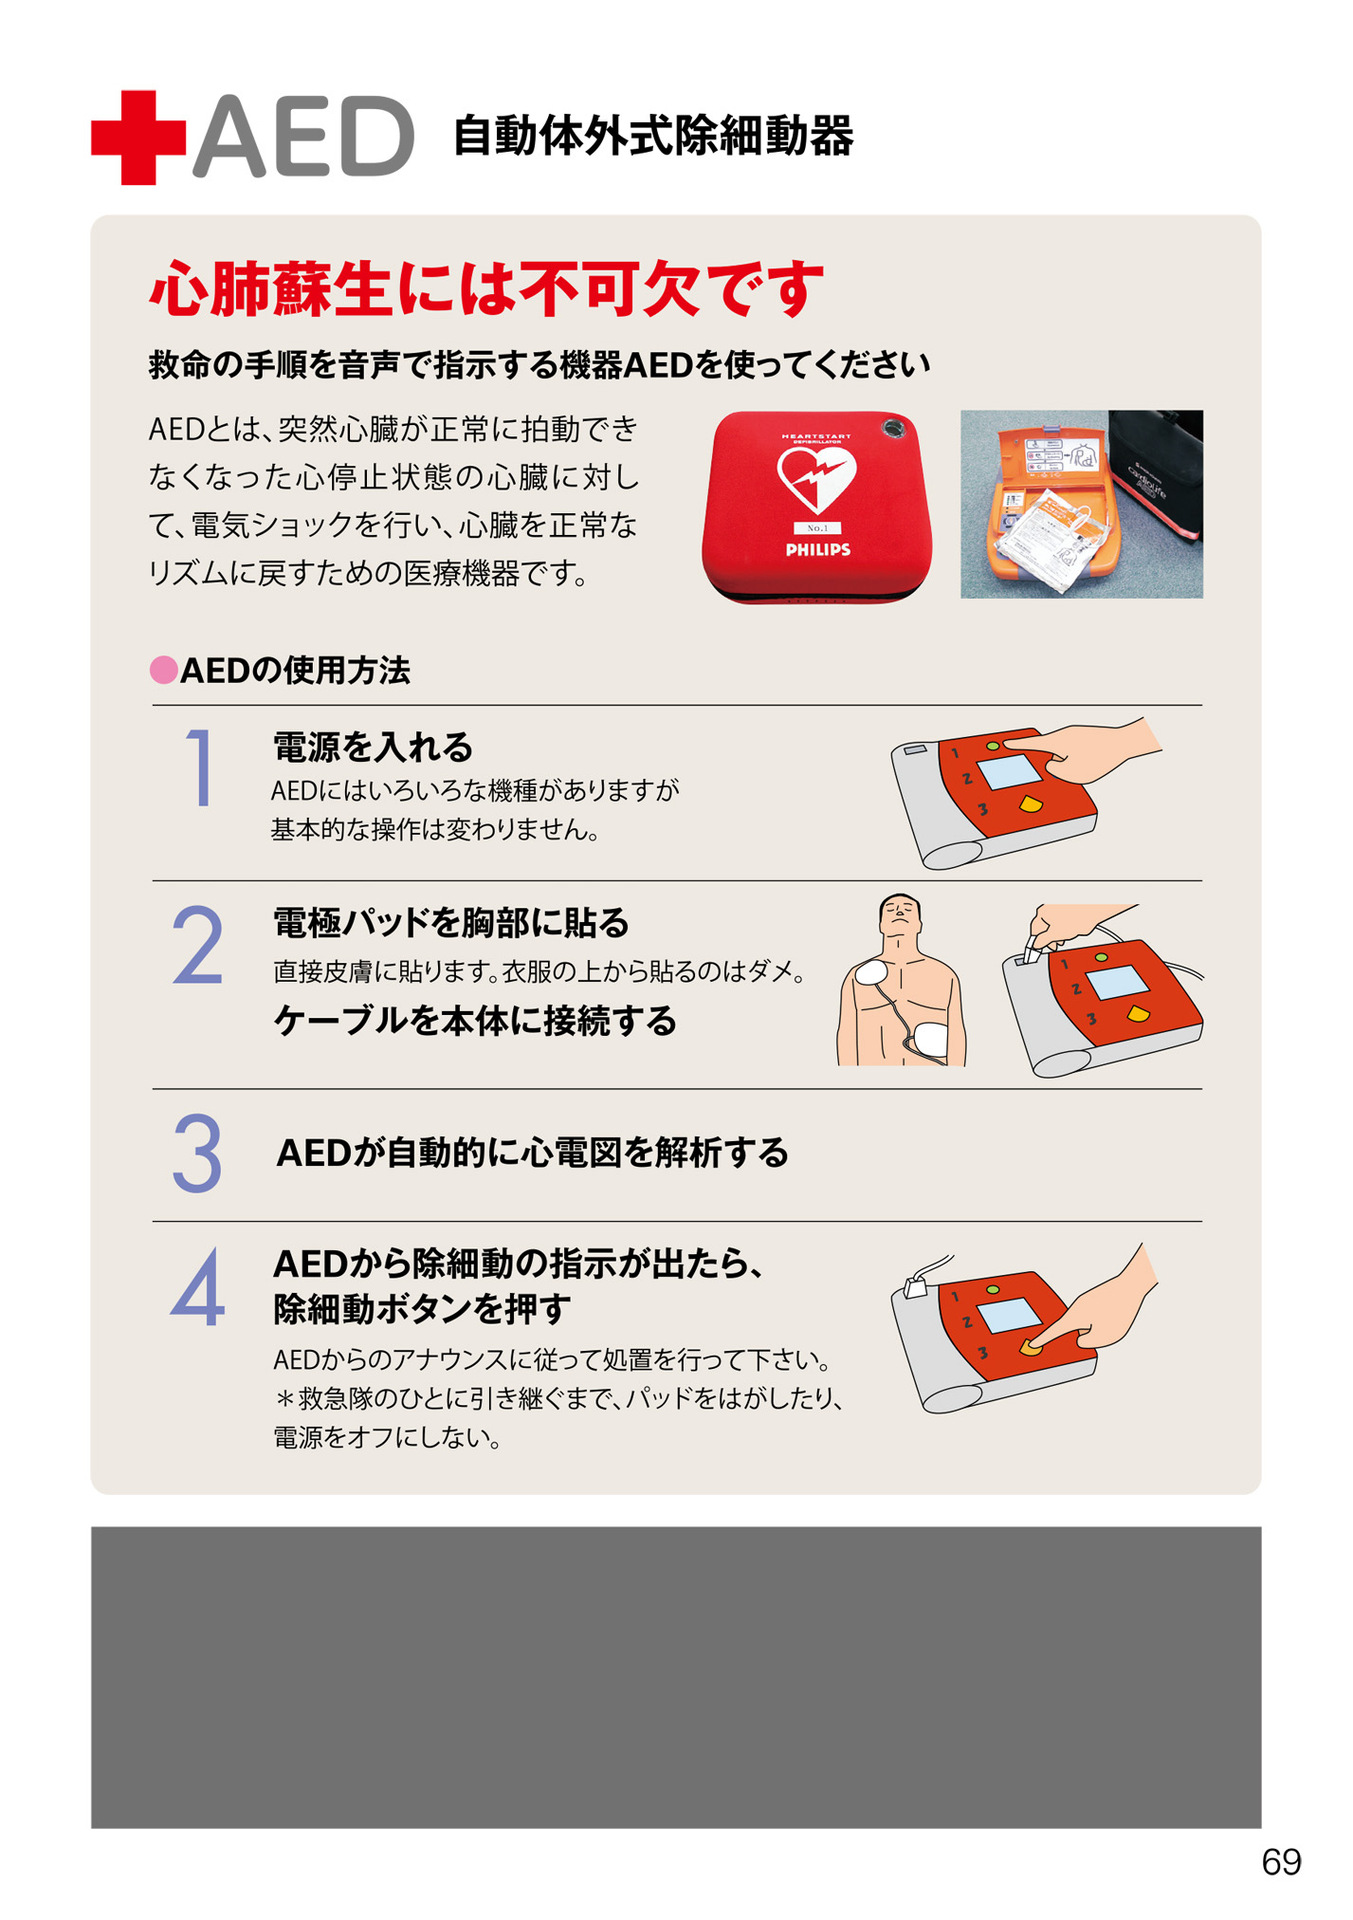 AED 自動体外式除細動器
心肺蘇生には不可欠です
救命の手順を音声で指示する機器AEDを使ってください
AEDとは、突然心臓が正常に拍動でき
なくなった心停止状態の心臓に対し
て、電気ショックを行い、心臓を正常な
リズムに戻すための医療機器です。
HEARTSTART
DEFIBRILLATOR
No.1
PHILIPS
cardiolife
●AEDの使用方法
1 電源を入れる
AEDにはいろいろな機種がありますが
基本的な操作は変わりません。
1
2
3
2 電極パッドを胸部に貼る
直接皮膚に貼ります。衣服の上から貼るのはダメ。
ケーブルを本体に接続する
1
2
3
3 AEDが自動的に心電図を解析する
4 AEDから除細動の指示が出たら、
除細動ボタンを押す
AEDからのアナウンスに従って処置を行って下さい。
＊救急隊のひとに引き継ぐまで、パッドをはがしたり、
電源をオフにしない。
1
2
3
69